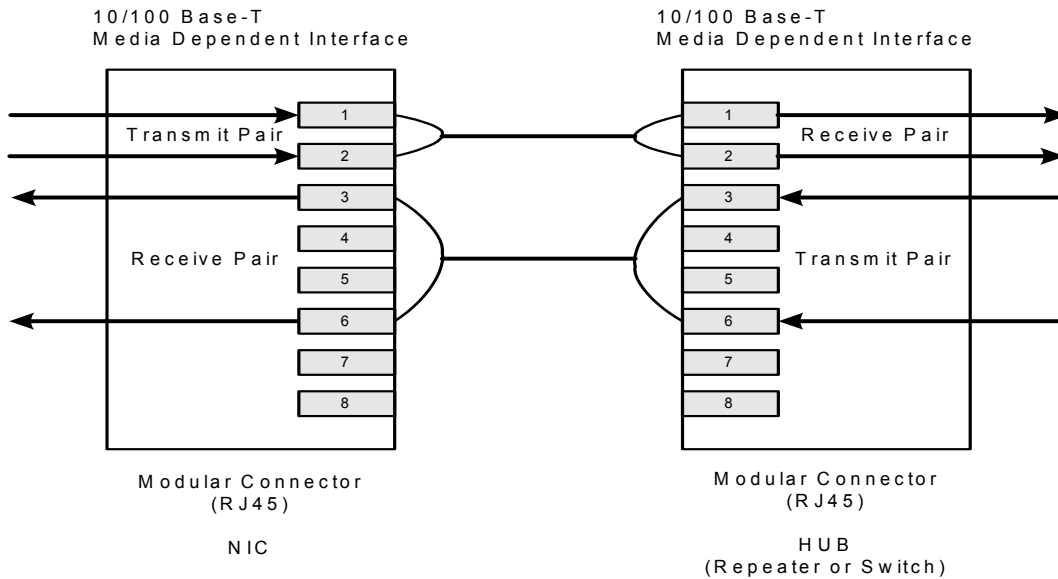 10/100 Base-T
Media Dependent Interface
10/100 Base-T
Media Dependent Interface
1
Transmit Pair
2
3
4
Receive Pair
5
6
7
8
1
Receive Pair
2
3
4
Transmit Pair
5
6
7
8
Modular Connector
(RJ45)
NIC
Modular Connector
(RJ45)
HUB
(Repeater or Switch)